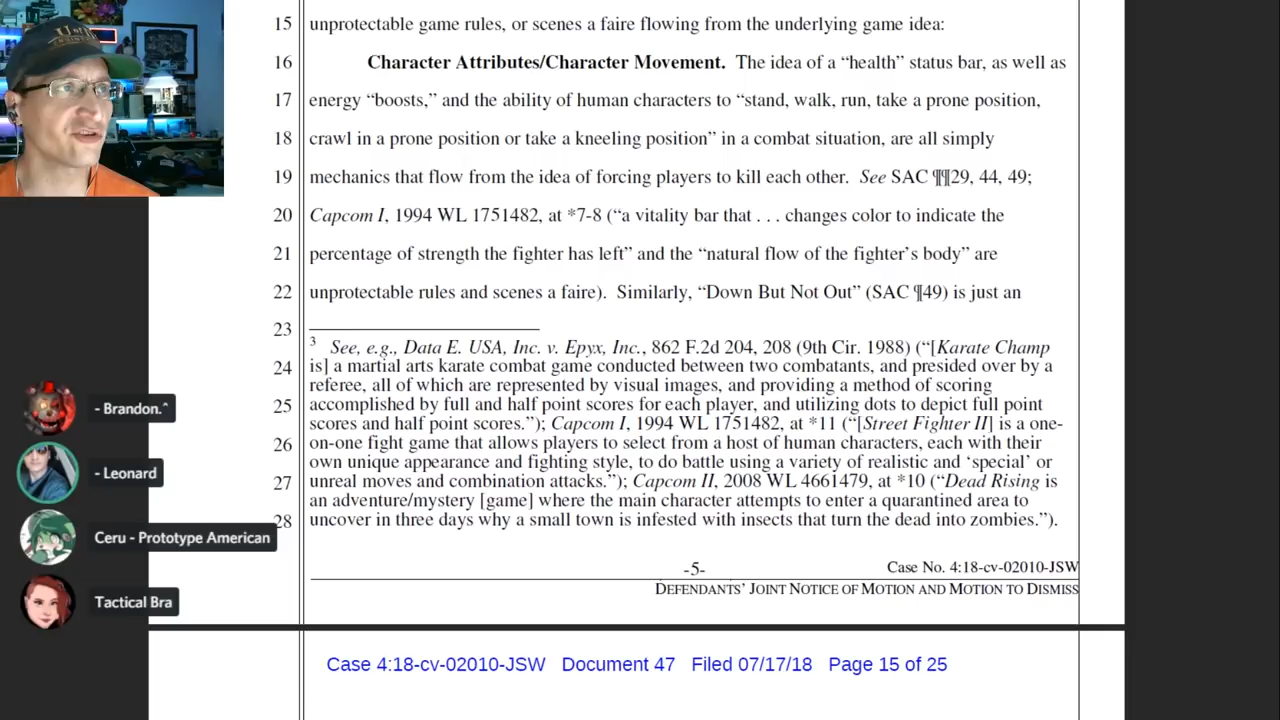 15 unprotectable game rules, or scenes a faire flowing from the underlying game idea:
16 Character Attributes/Character Movement. The idea of a “health” status bar, as well as
17 energy “boosts,” and the ability of human characters to “stand, walk, run, take a prone position,
18 crawl in a prone position or take a kneeling position” in a combat situation, are all simply
19 mechanics that flow from the idea of forcing players to kill each other. See SAC ¶¶29, 44, 49;
20 Capcom I, 1994 WL 1751482, at *7-8 (“a vitality bar that . . . changes color to indicate the
21 percentage of strength the fighter has left” and the “natural flow of the fighter’s body” are
22 unprotectable rules and scenes a faire). Similarly, “Down But Not Out” (SAC ¶49) is just an
23
3 See, e.g., Data E. USA, Inc. v. Epyx, Inc., 862 F.2d 204, 208 (9th Cir. 1988) (“[Karate Champ
24 is] a martial arts karate combat game conducted between two combatants, and presided over by a
referee, all of which are represented by visual images, and providing a method of scoring
25 accomplished by full and half point scores for each player, and utilizing dots to depict full point
scores and half point scores.”); Capcom I, 1994 WL 1751482, at *11 (“[Street Fighter II] is a one-
26 on-one fight game that allows players to select from a host of human characters, each with their
own unique appearance and fighting style, to do battle using a variety of realistic and ‘special’ or
27 unreal moves and combination attacks.”); Capcom II, 2008 WL 4661479, at *10 (“Dead Rising is
an adventure/mystery [game] where the main character attempts to enter a quarantined area to
28 uncover in three days why a small town is infested with insects that turn the dead into zombies.”).
-5- Case No. 4:18-cv-02010-JSW
DEFENDANTS’ JOINT NOTICE OF MOTION AND MOTION TO DISMISS
Case 4:18-cv-02010-JSW Document 47 Filed 07/17/18 Page 15 of 25
- Brandon.^
- Leonard
Ceru - Prototype American
Tactical Bra